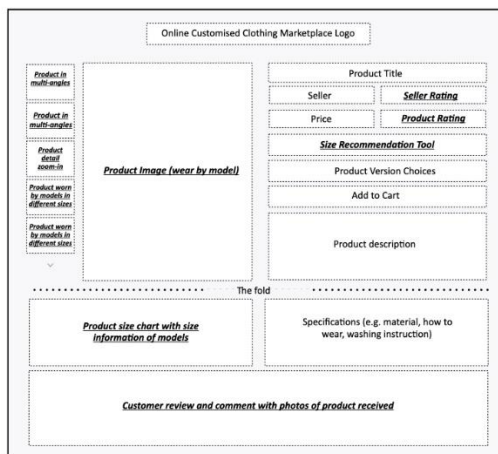 Online Customised Clothing Marketplace Logo
Product in
multi-angles
Product in
multi-angles
Product
detail
zoom-in
Product worn
by models in
different sizes
Product worn
by models in
different sizes
Product Image (wear by model)
Product Title
Seller
Seller Rating
Price
Product Rating
Size Recommendation Tool
Product Version Choices
Add to Cart
Product description
The fold
Product size chart with size
information of models
Specifications (e.g. material, how to
wear, washing instruction)
Customer review and comment with photos of product received